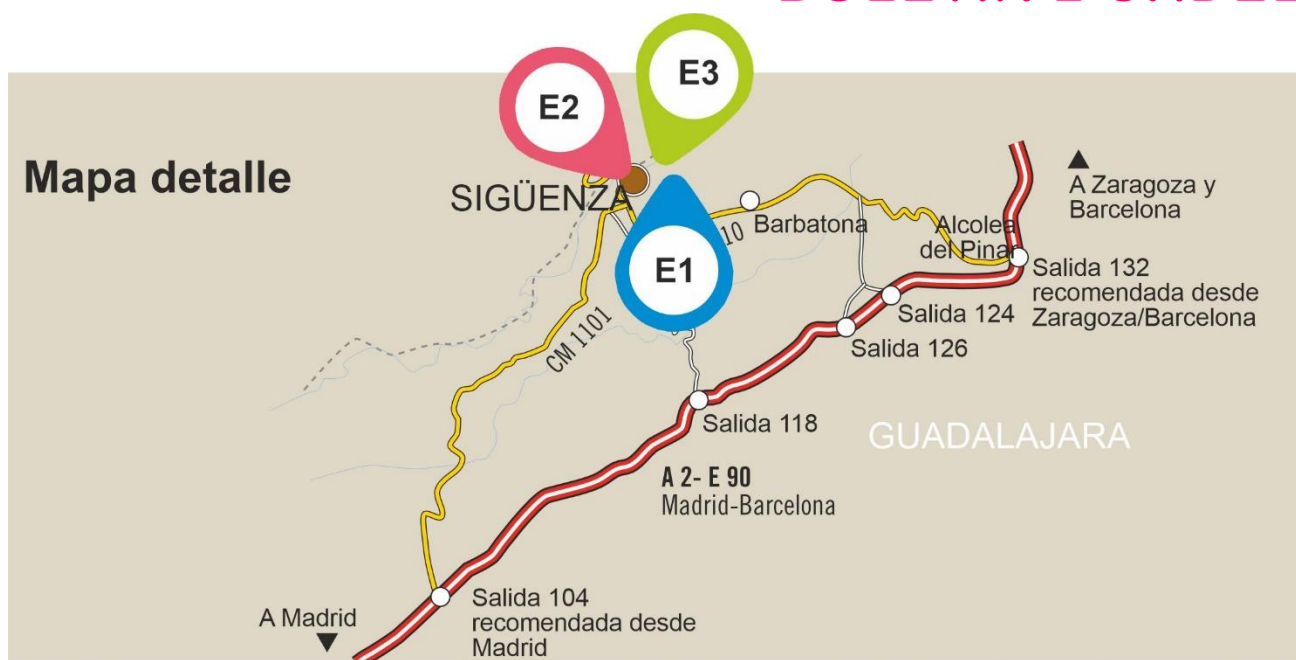 E3
E2
Mapa detalle
SIGÜENZA
A Zaragoza y
Barcelona
10
Barbatona
Alcolea
del Pinar
E1
Salida 132
recomendada desde
Zaragoza/Barcelona
Salida 124
Salida 126
CM 1101
Salida 118
GUADALAJARA
A 2- E 90
Madrid-Barcelona
Salida 104
recomendada desde
Madrid
A Madrid